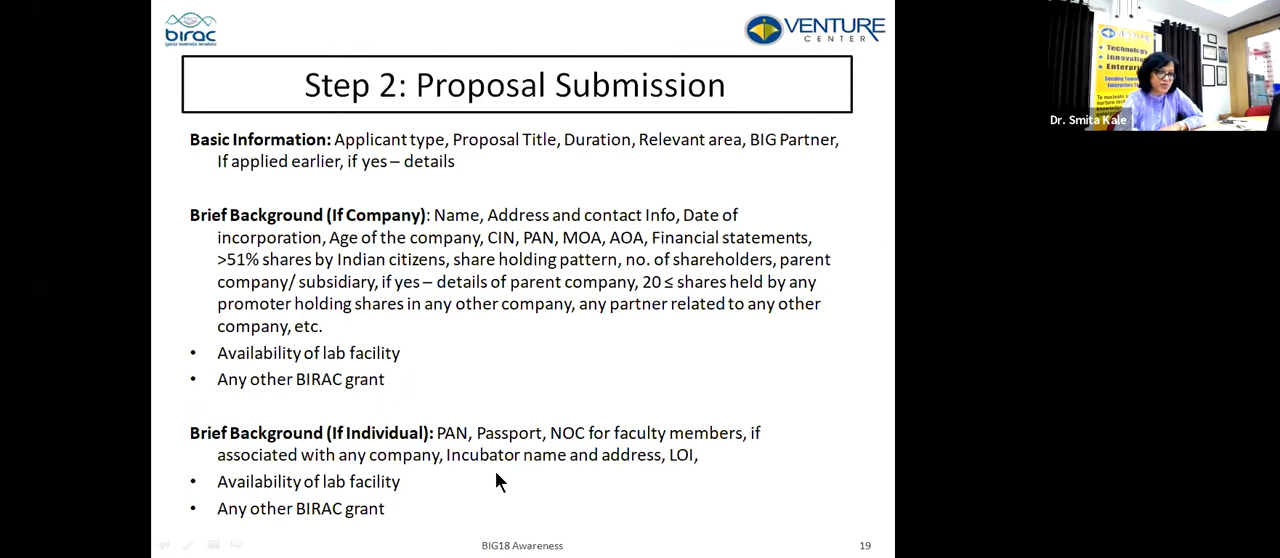 birac
ignite innovate incubate
VENTURE
CENTER
Step 2: Proposal Submission
Basic Information: Applicant type, Proposal Title, Duration, Relevant area, BIG Partner,
If applied earlier, if yes – details
Brief Background (If Company): Name, Address and contact Info, Date of
incorporation, Age of the company, CIN, PAN, MOA, AOA, Financial statements,
>51% shares by Indian citizens, share holding pattern, no. of shareholders, parent
company/ subsidiary, if yes – details of parent company, 20 ≤ shares held by any
promoter holding shares in any other company, any partner related to any other
company, etc.
• Availability of lab facility
• Any other BIRAC grant
Brief Background (If Individual): PAN, Passport, NOC for faculty members, if
associated with any company, Incubator name and address, LOI,
• Availability of lab facility
• Any other BIRAC grant
BIG18 Awareness
19
• Technology
• Innovation
• Enterpris
Dr. Smita Kale